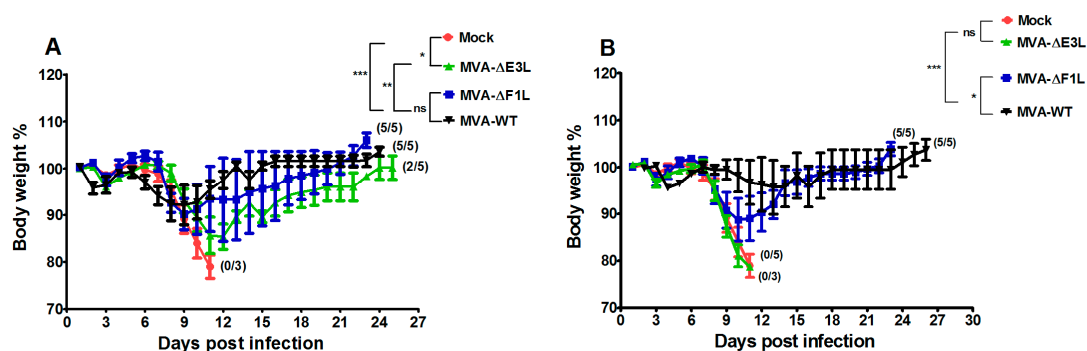 A
Mock
MVA-ΔE3L
MVA-ΔF1L
MVA-WT
***
**
*
ns
Body weight %
120
110
100
90
80
70
0 3 6 9 12 15 18 21 24 27
Days post infection
(5/5)
(5/5)
(2/5)
(0/3)
B
Mock
MVA-ΔE3L
MVA-ΔF1L
MVA-WT
ns
***
*
Body weight %
120
110
100
90
80
70
0 3 6 9 12 15 18 21 24 27 30
Days post infection
(5/5)
(5/5)
(0/5)
(0/3)